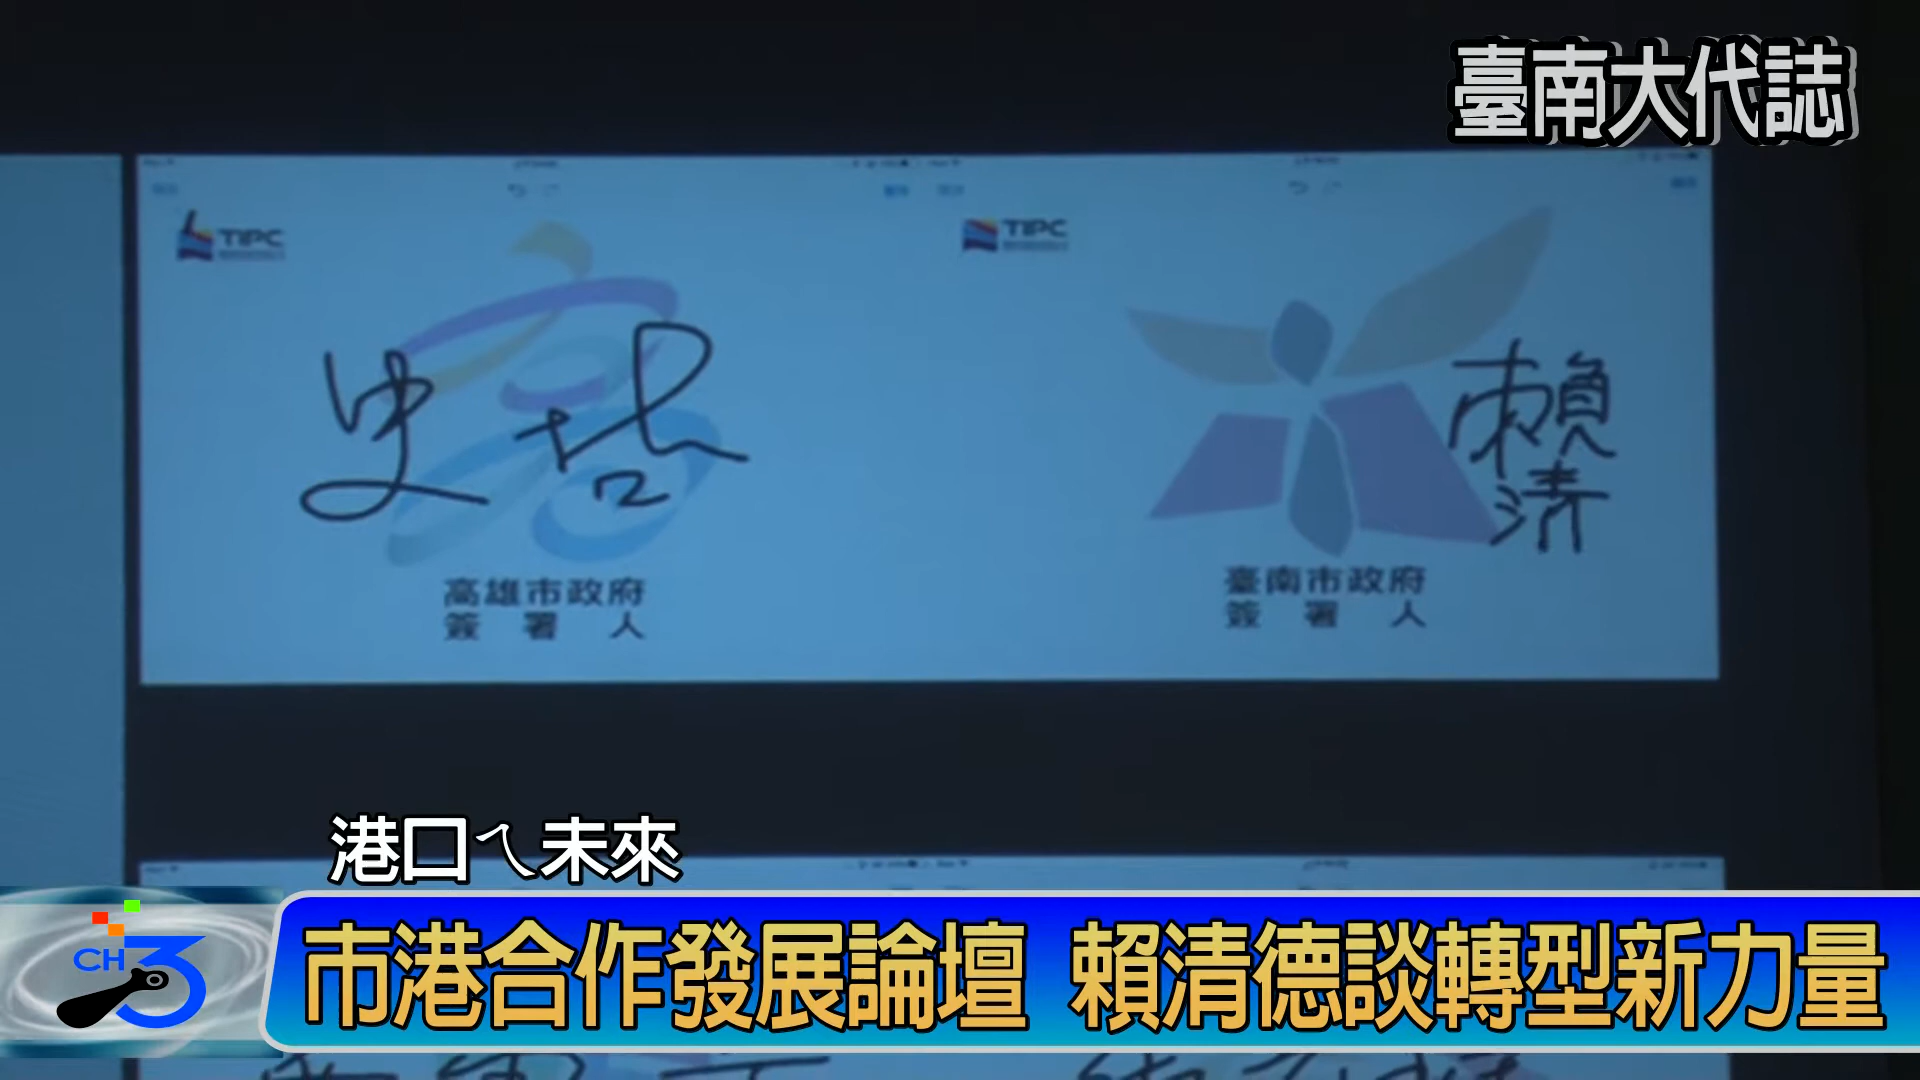 臺南大代誌
TIPC
TIPC
史哲
賴清
高雄市政府
簽署人
臺南市政府
簽署人
港口ㄟ未來
CH3
市港合作發展論壇 賴清德談轉型新力量